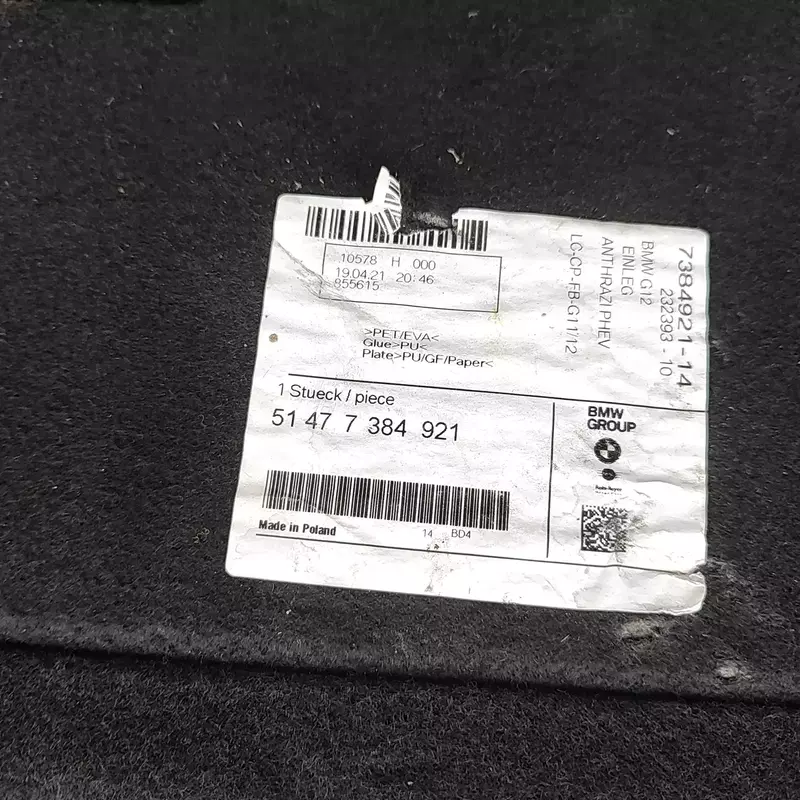 10578 H 000
19.04.21 20:46
855615
>PET/EVA<
Glue>PU<
Plate>PU/GF/Paper<
7384921-14
232393 - 10
BMW G12
EINLEG
ANTHRAZI PHEV
LC-CP-FB-G11/12
1 Stueck / piece
51 47 7 384 921
Made in Poland
14 BD4
BMW
GROUP